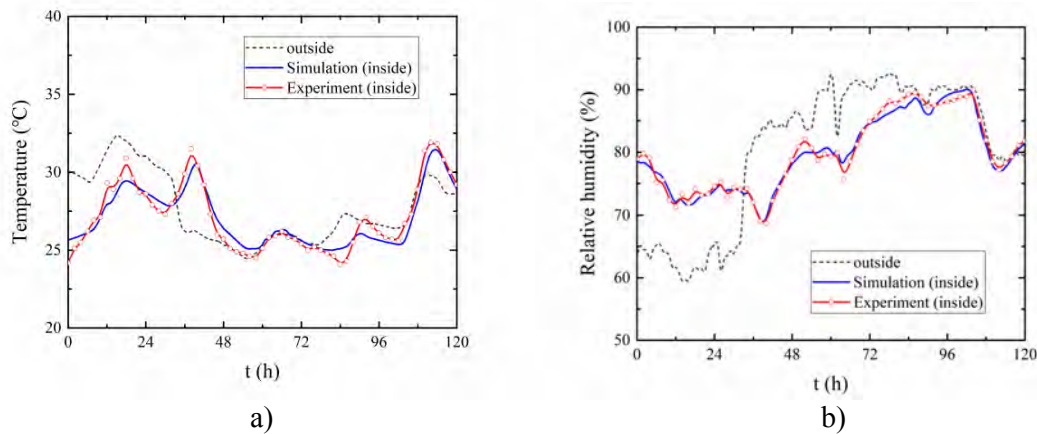 40
35
30
25
20
Temperature (°C)
outside
Simulation (inside)
Experiment (inside)
0 24 48 72 96 120
t (h)
a)
100
90
80
70
60
50
Relative humidity (%)
outside
Simulation (inside)
Experiment (inside)
0 24 48 72 96 120
t (h)
b)